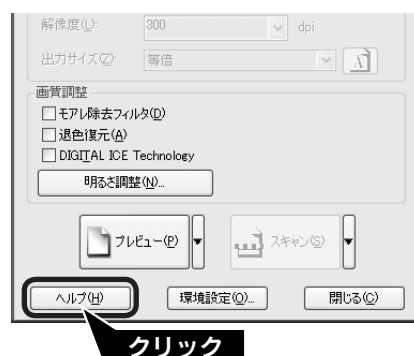 解像度(L): 300 dpi
出力サイズ(Z): 等倍
画質調整
モアレ除去フィルタ(D)
退色復元(A)
DIGITAL ICE Technology
明るさ調整(N)...
プレビュー(P) スキャン(S)
ヘルプ(H) 環境設定(O)... 閉じる(C)
クリック